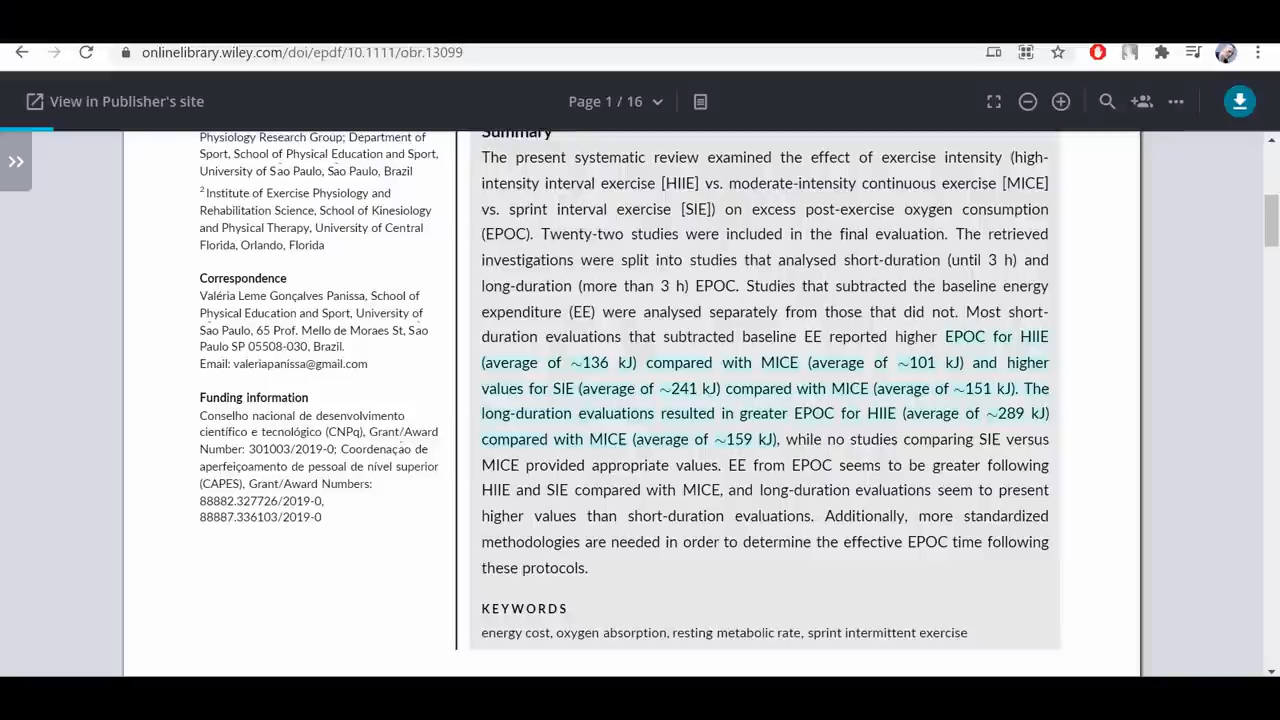 onlinelibrary.wiley.com/doi/epdf/10.1111/obr.13099
View in Publisher's site
Page 1 / 16
Physiology Research Group; Department of
Sport, School of Physical Education and Sport,
University of São Paulo, São Paulo, Brazil
2 Institute of Exercise Physiology and
Rehabilitation Science, School of Kinesiology
and Physical Therapy, University of Central
Florida, Orlando, Florida
Correspondence
Valéria Leme Gonçalves Panissa, School of
Physical Education and Sport, University of
São Paulo, 65 Prof. Mello de Moraes St, São
Paulo SP 05508-030, Brazil.
Email: valeriapanissa@gmail.com
Funding information
Conselho nacional de desenvolvimento
científico e tecnológico (CNPq), Grant/Award
Number: 301003/2019-0; Coordenação de
aperfeiçoamento de pessoal de nível superior
(CAPES), Grant/Award Numbers:
88882.327726/2019-0,
88887.336103/2019-0
Summary
The present systematic review examined the effect of exercise intensity (high-
intensity interval exercise [HIIE] vs. moderate-intensity continuous exercise [MICE]
vs. sprint interval exercise [SIE]) on excess post-exercise oxygen consumption
(EPOC). Twenty-two studies were included in the final evaluation. The retrieved
investigations were split into studies that analysed short-duration (until 3 h) and
long-duration (more than 3 h) EPOC. Studies that subtracted the baseline energy
expenditure (EE) were analysed separately from those that did not. Most short-
duration evaluations that subtracted baseline EE reported higher EPOC for HIIE
(average of ~136 kJ) compared with MICE (average of ~101 kJ) and higher
values for SIE (average of ~241 kJ) compared with MICE (average of ~151 kJ). The
long-duration evaluations resulted in greater EPOC for HIIE (average of ~289 kJ)
compared with MICE (average of ~159 kJ), while no studies comparing SIE versus
MICE provided appropriate values. EE from EPOC seems to be greater following
HIIE and SIE compared with MICE, and long-duration evaluations seem to present
higher values than short-duration evaluations. Additionally, more standardized
methodologies are needed in order to determine the effective EPOC time following
these protocols.
KEYWORDS
energy cost, oxygen absorption, resting metabolic rate, sprint intermittent exercise